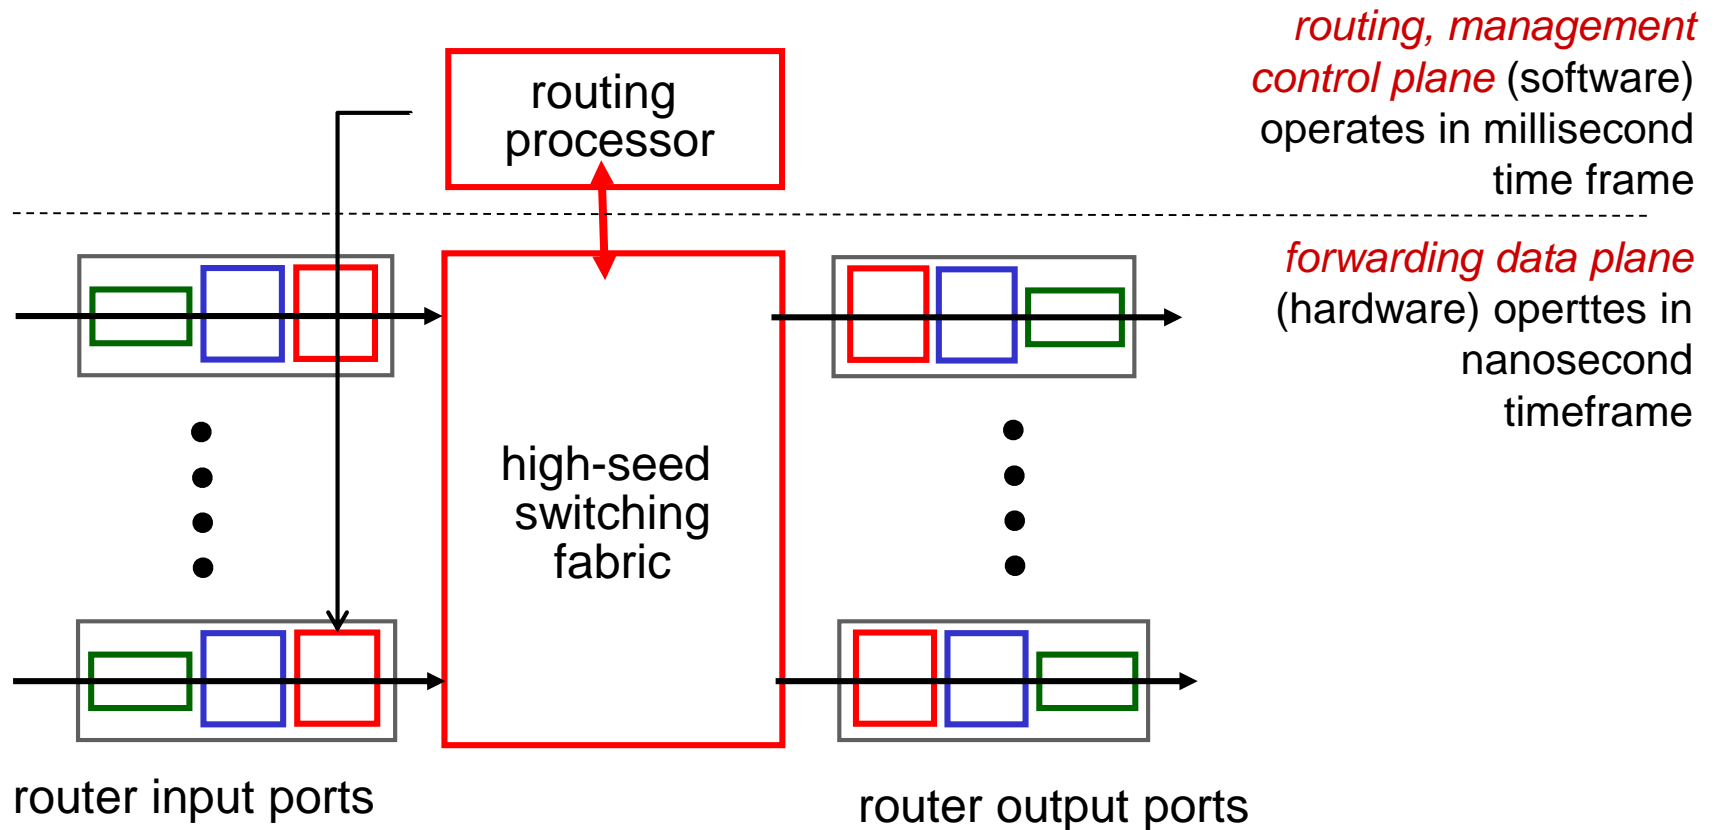 routing, management
control plane (software)
operates in millisecond
time frame
routing
processor
forwarding data plane
(hardware) operttes in
nanosecond
timeframe
high-seed
switching
fabric
router input ports
router output ports